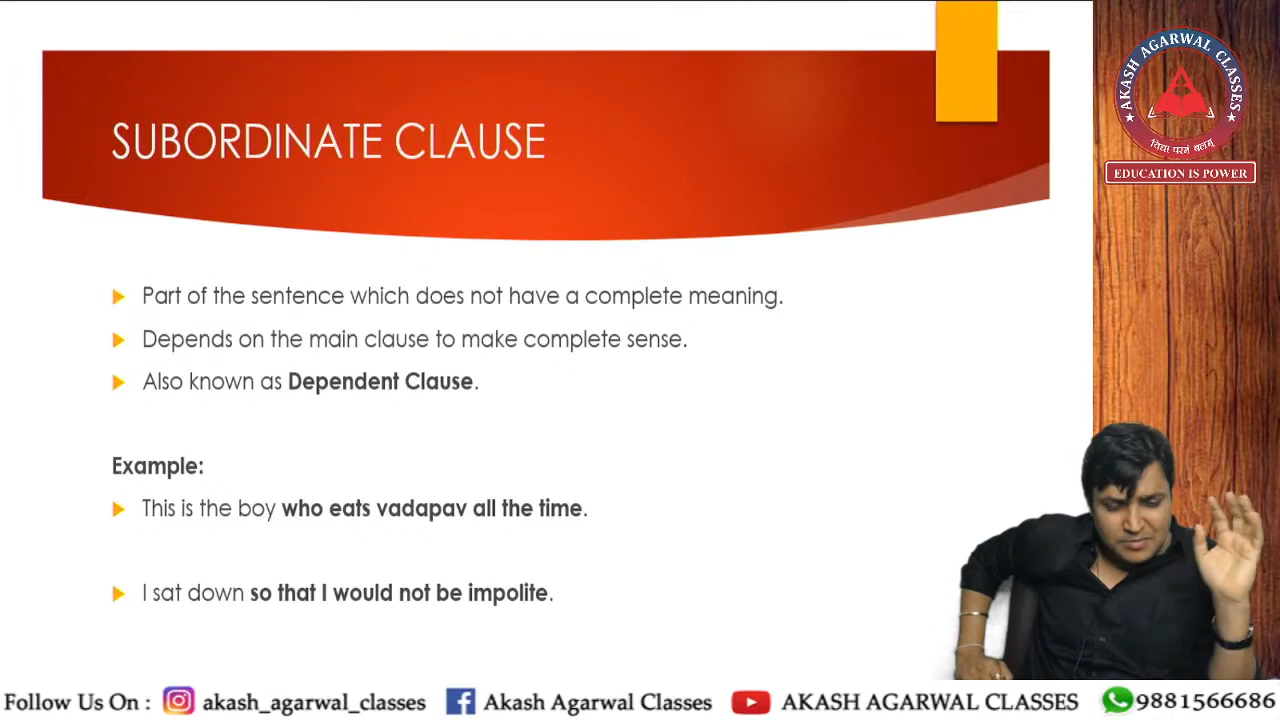 SUBORDINATE CLAUSE
AKASH AGARWAL CLASSES
विद्या परमं बलम्
EDUCATION IS POWER
Part of the sentence which does not have a complete meaning.
Depends on the main clause to make complete sense.
Also known as Dependent Clause.
Example:
This is the boy who eats vadapav all the time.
I sat down so that I would not be impolite.
Follow Us On : akash_agarwal_classes Akash Agarwal Classes AKASH AGARWAL CLASSES 9881566686